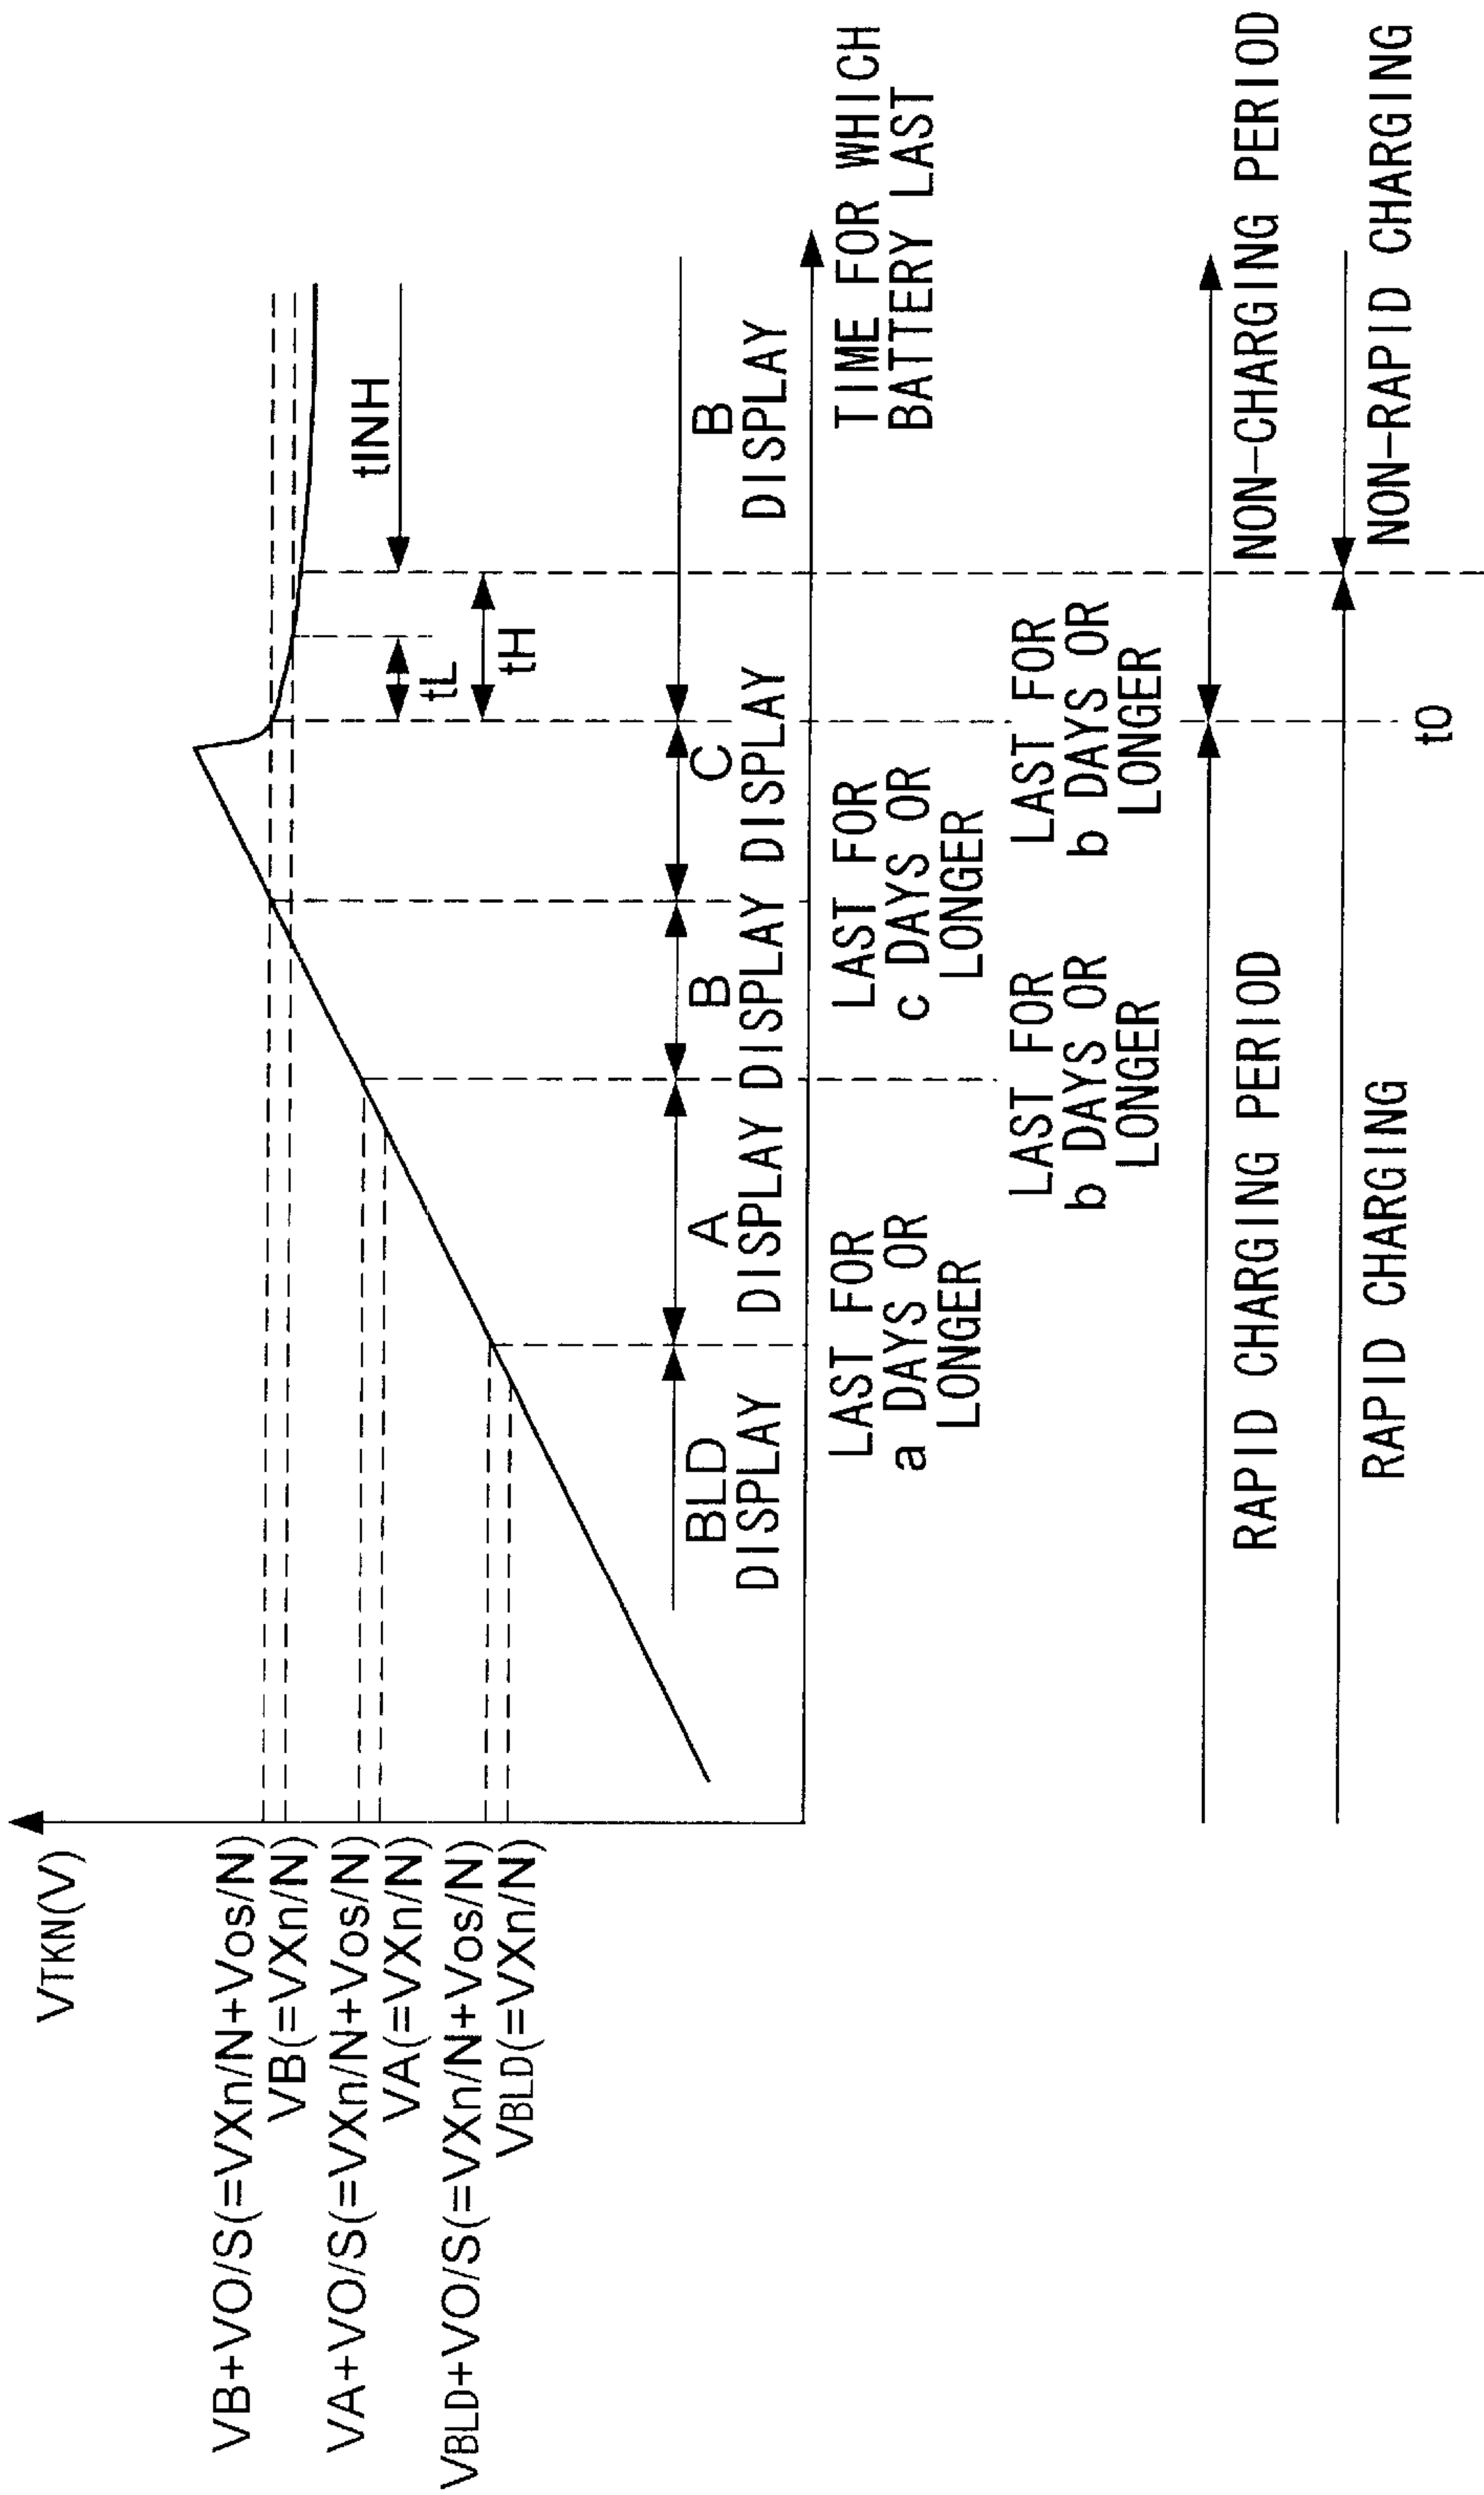 VTKN(V)
VB+VO/S(=VXn/N+Vos/N)
VB(=VXn/N)
VA+VO/S(=VXn/N+Vos/N)
VA(=VXn/N)
VBLD+VO/S(=VXn/N+Vos/N)
VBLD(=VXn/N)
tINH
tL
tH
BLD
DISPLAY
A
DISPLAY
B
DISPLAY
C
DISPLAY
B
DISPLAY
TIME FOR WHICH
BATTERY LAST
LAST FOR
a DAYS OR
LONGER
LAST FOR
c DAYS OR
LONGER
LAST FOR
b DAYS OR
LONGER
LAST FOR
b DAYS OR
LONGER
RAPID CHARGING PERIOD
NON-CHARGING PERIOD
RAPID CHARGING
NON-RAPID CHARGING
t0